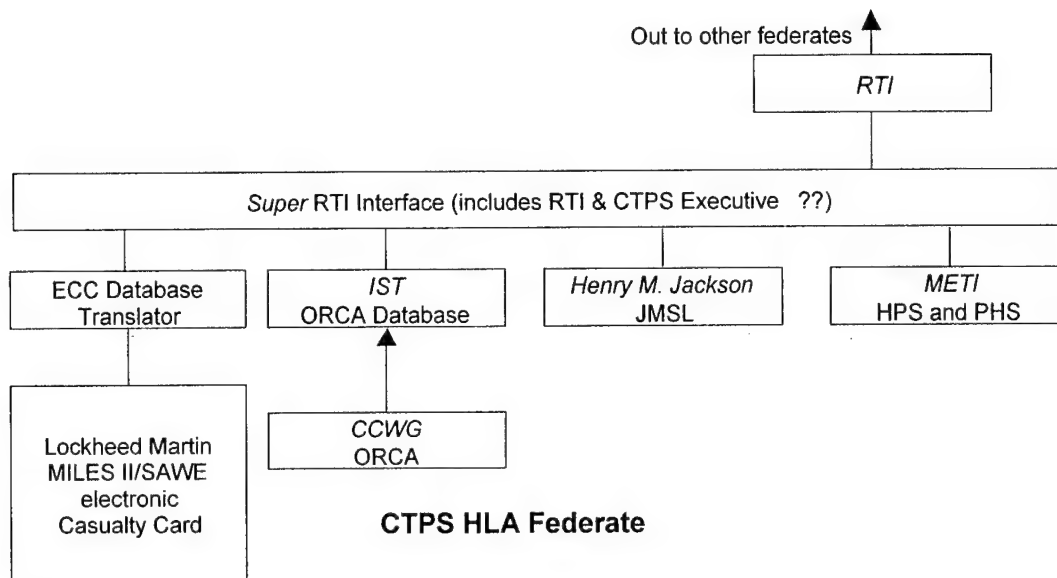 Out to other federates
RTI
Super RTI Interface (includes RTI & CTPS Executive ??)
ECC Database
Translator
IST
ORCA Database
Henry M. Jackson
JMSL
METI
HPS and PHS
Lockheed Martin
MILES II/SAWE
electronic
Casualty Card
CCWG
ORCA
CTPS HLA Federate